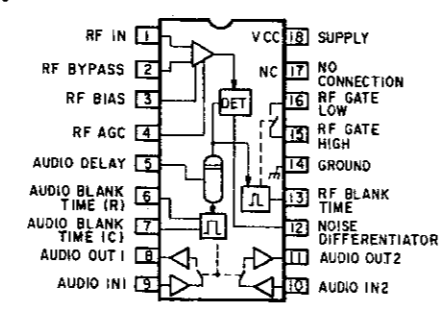 RF IN 1
RF BYPASS 2
RF BIAS 3
RF AGC 4
AUDIO DELAY 5
AUDIO BLANK
TIME (R) 6
AUDIO BLANK
TIME (C) 7
AUDIO OUT 1 8
AUDIO IN1 9
DET
VCC 18 SUPPLY
NC 17 NO
CONNECTION
16 RF GATE
LOW
15 RF GATE
HIGH
14 GROUND
13 RF BLANK
TIME
12 NOISE
DIFFERENTIATOR
11 AUDIO OUT2
10 AUDIO IN2